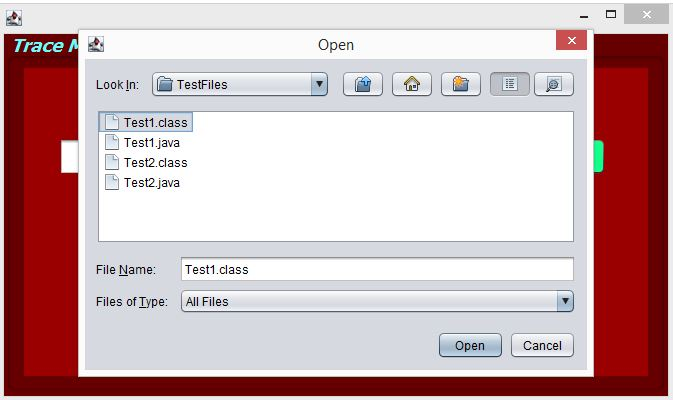 Trace M
Open
Look In: TestFiles
Test1.class
Test1.java
Test2.class
Test2.java
File Name: Test1.class
Files of Type: All Files
Open Cancel